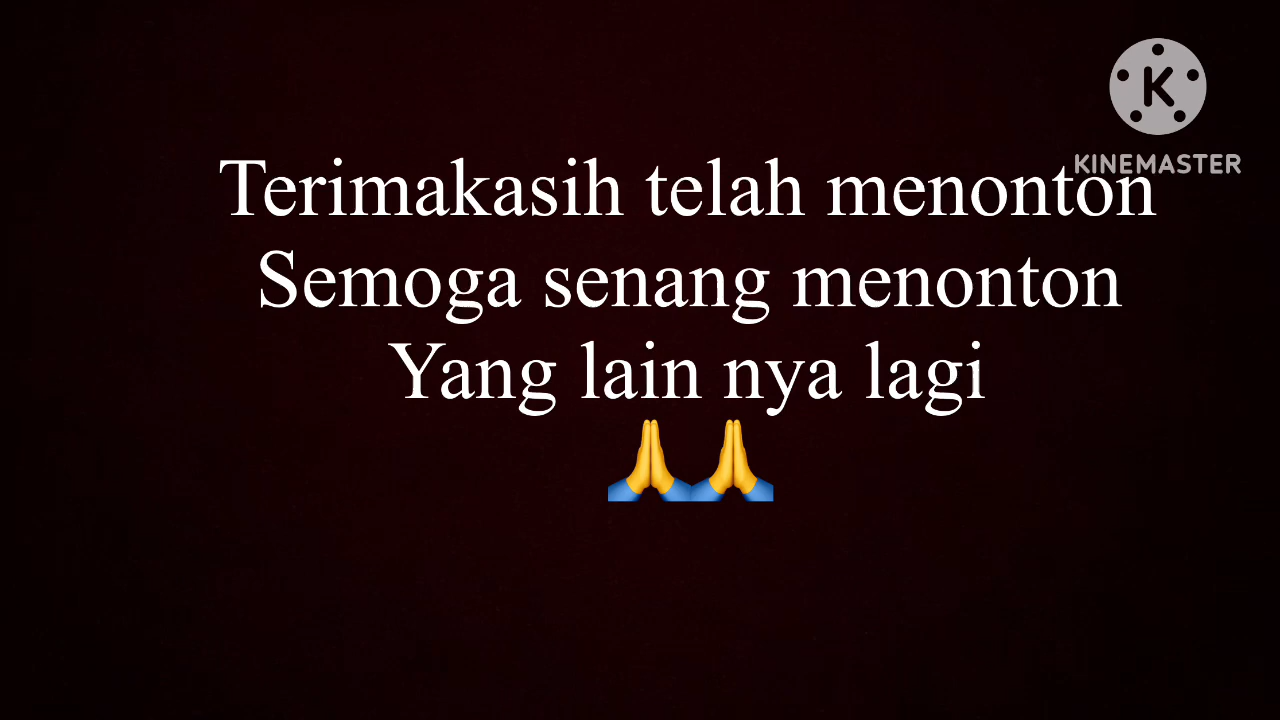 KINEMASTER
Terimakasih telah menonton
Semoga senang menonton
Yang lain nya lagi
🙏🙏